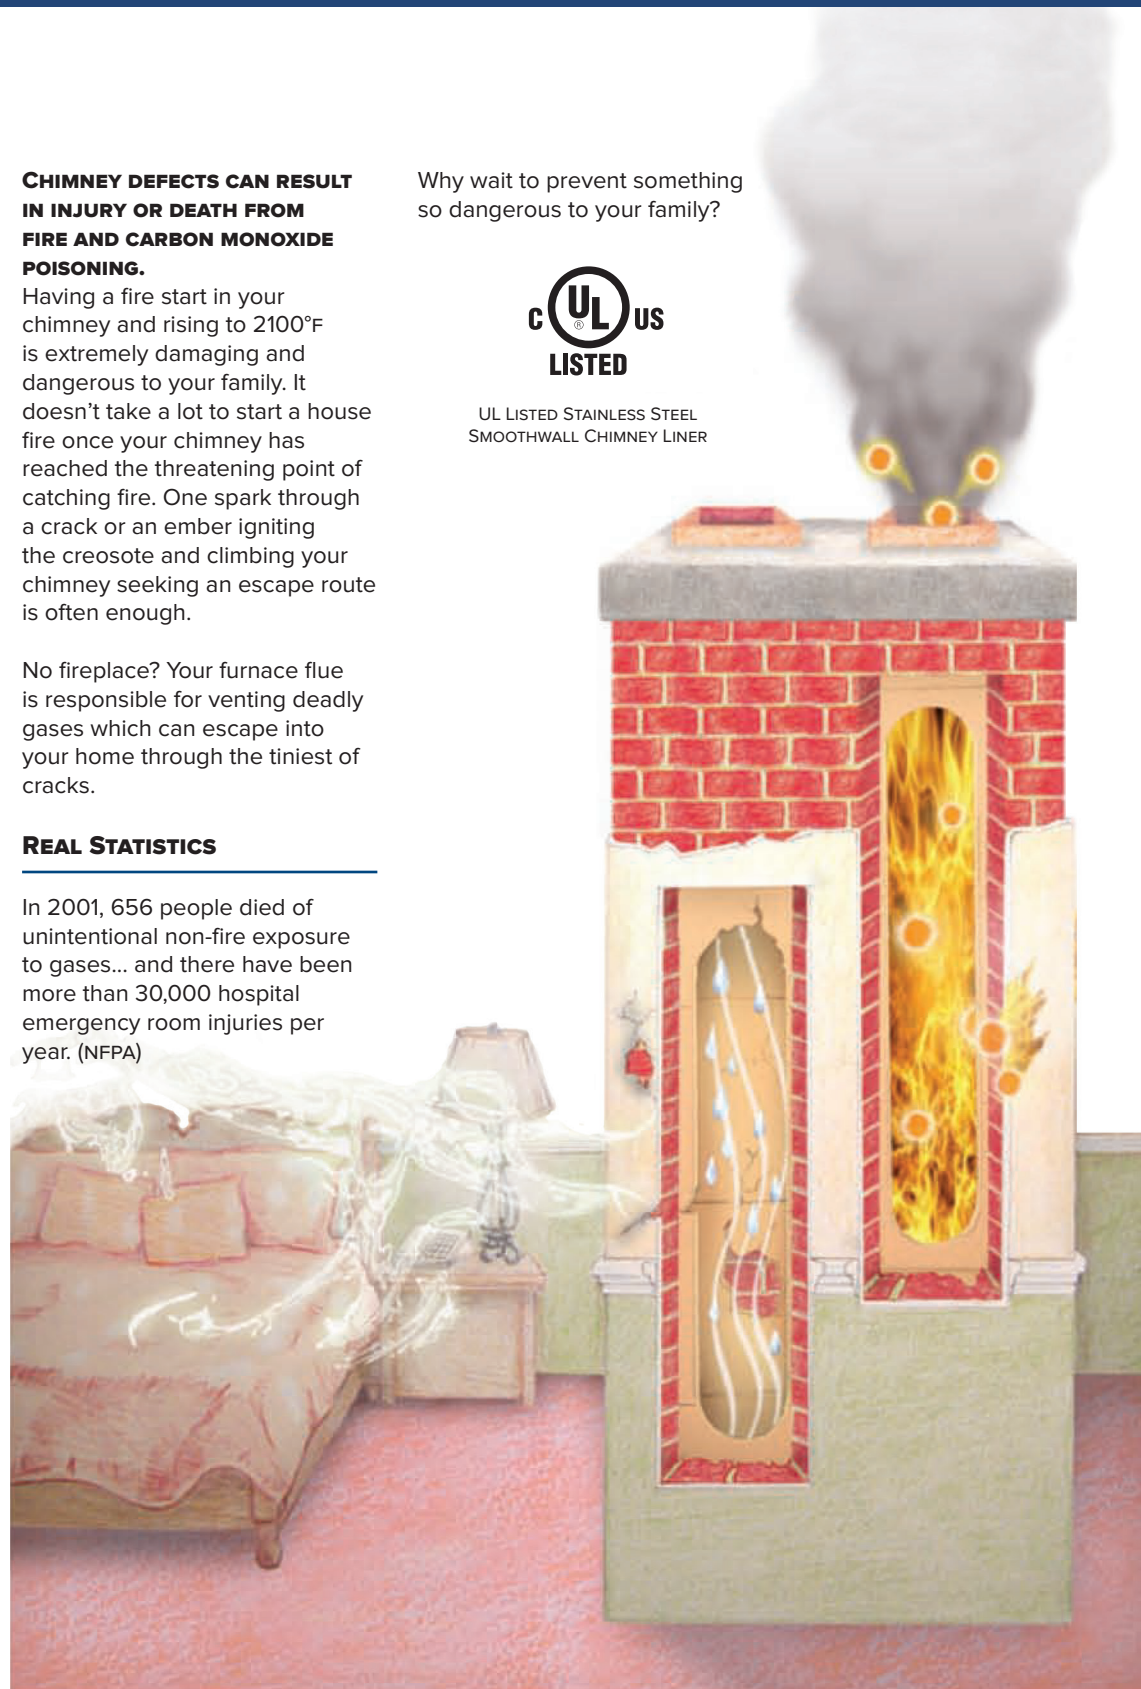 CHIMNEY DEFECTS CAN RESULT
IN INJURY OR DEATH FROM
FIRE AND CARBON MONOXIDE
POISONING.
Having a fire start in your
chimney and rising to 2100°F
is extremely damaging and
dangerous to your family. It
doesn't take a lot to start a house
fire once your chimney has
reached the threatening point of
catching fire. One spark through
a crack or an ember igniting
the creosote and climbing your
chimney seeking an escape route
is often enough.
No fireplace? Your furnace flue
is responsible for venting deadly
gases which can escape into
your home through the tiniest of
cracks.
REAL STATISTICS
In 2001, 656 people died of
unintentional non-fire exposure
to gases... and there have been
more than 30,000 hospital
emergency room injuries per
year. (NFPA)
Why wait to prevent something
so dangerous to your family?
C UL ® US
LISTED
UL LISTED STAINLESS STEEL
SMOOTHWALL CHIMNEY LINER